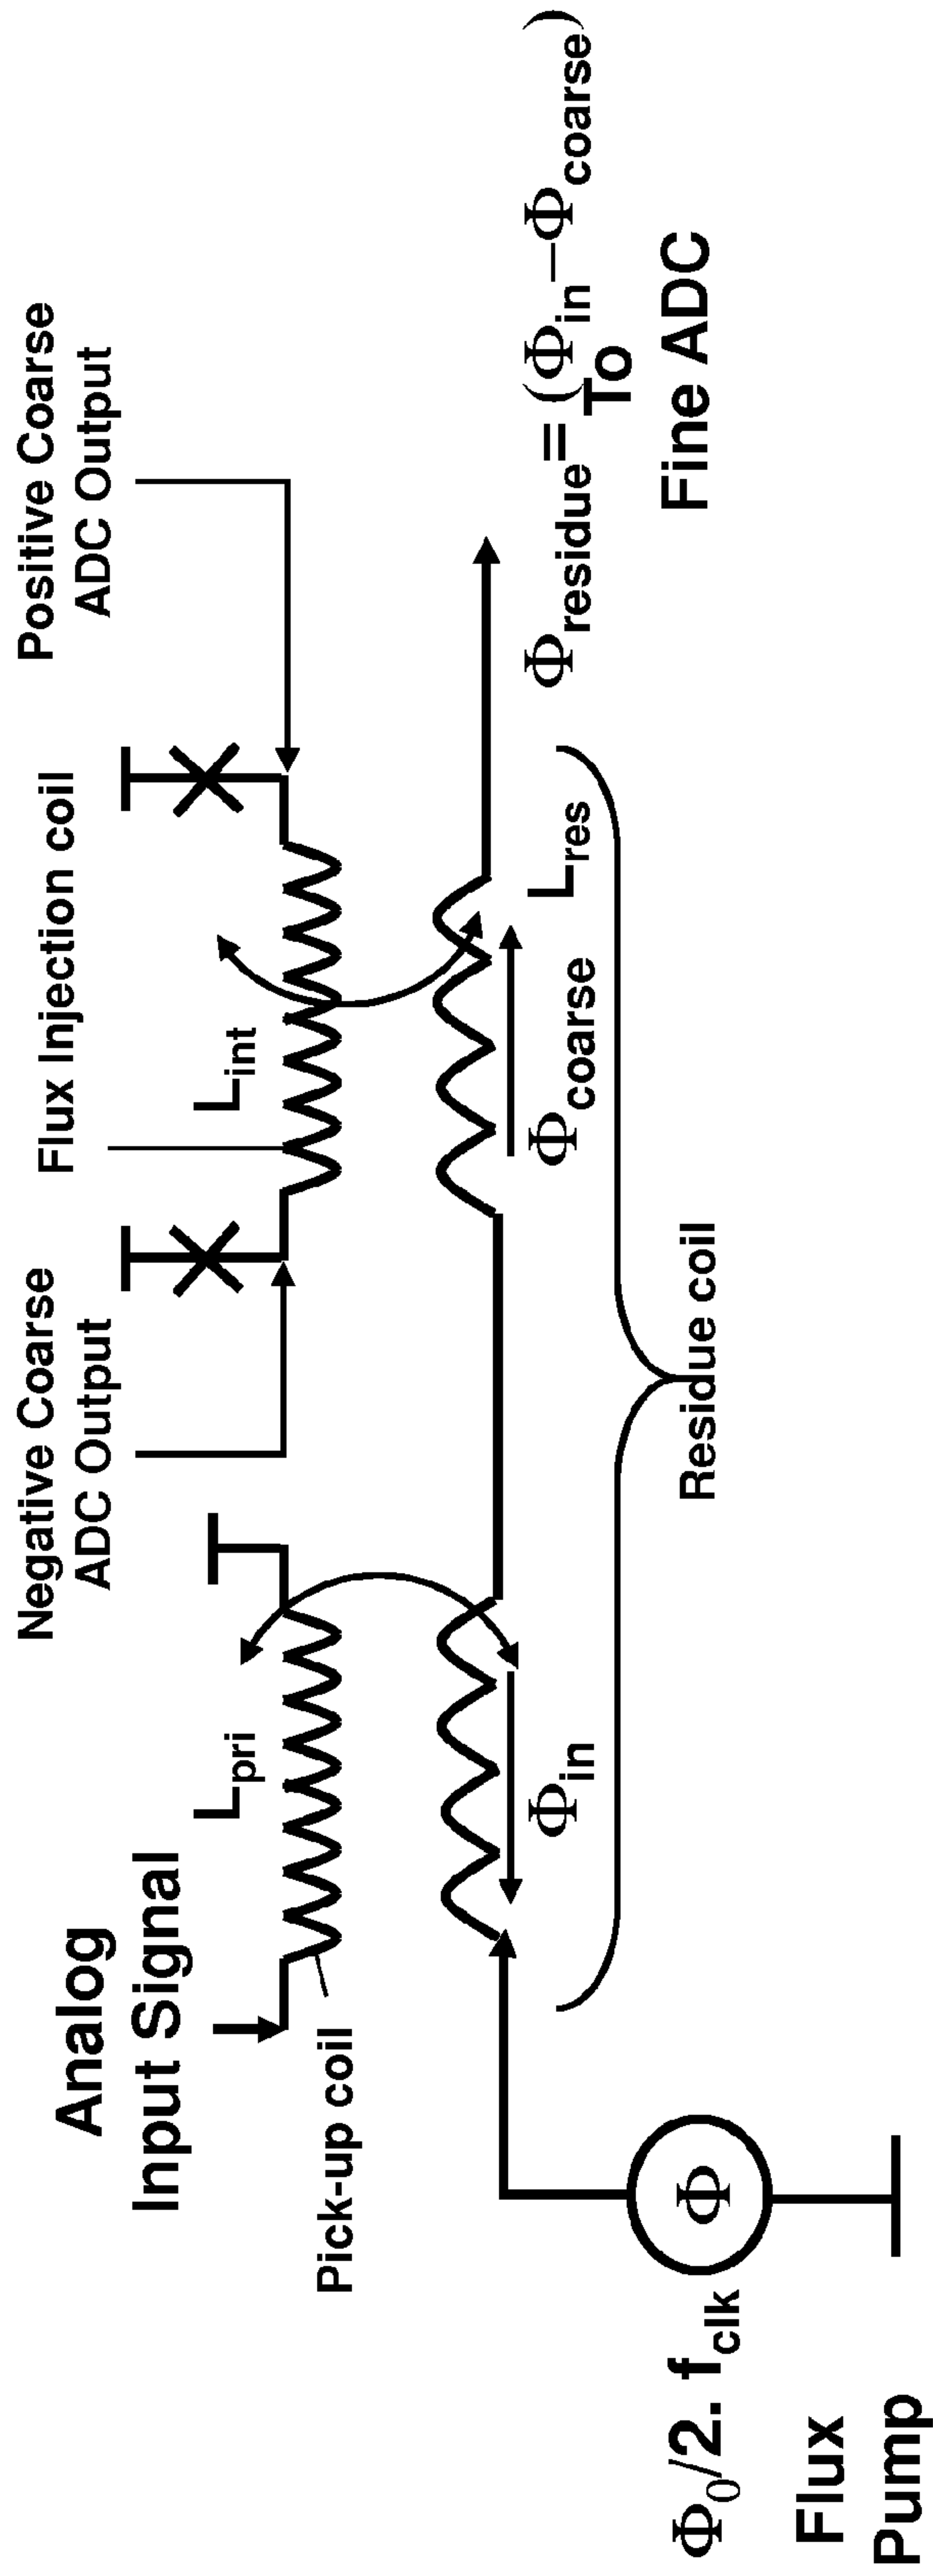 Analog
Input Signal
Negative Coarse
ADC Output
Flux Injection coil
Positive Coarse
ADC Output
L_pri
L_int
Pick-up coil
Φ_in
Φ_coarse
L_res
Φ_residue = (Φ_in – Φ_coarse)
To
Fine ADC
Residue coil
Φ
Φ_0/2. f_clk
Flux
Pump